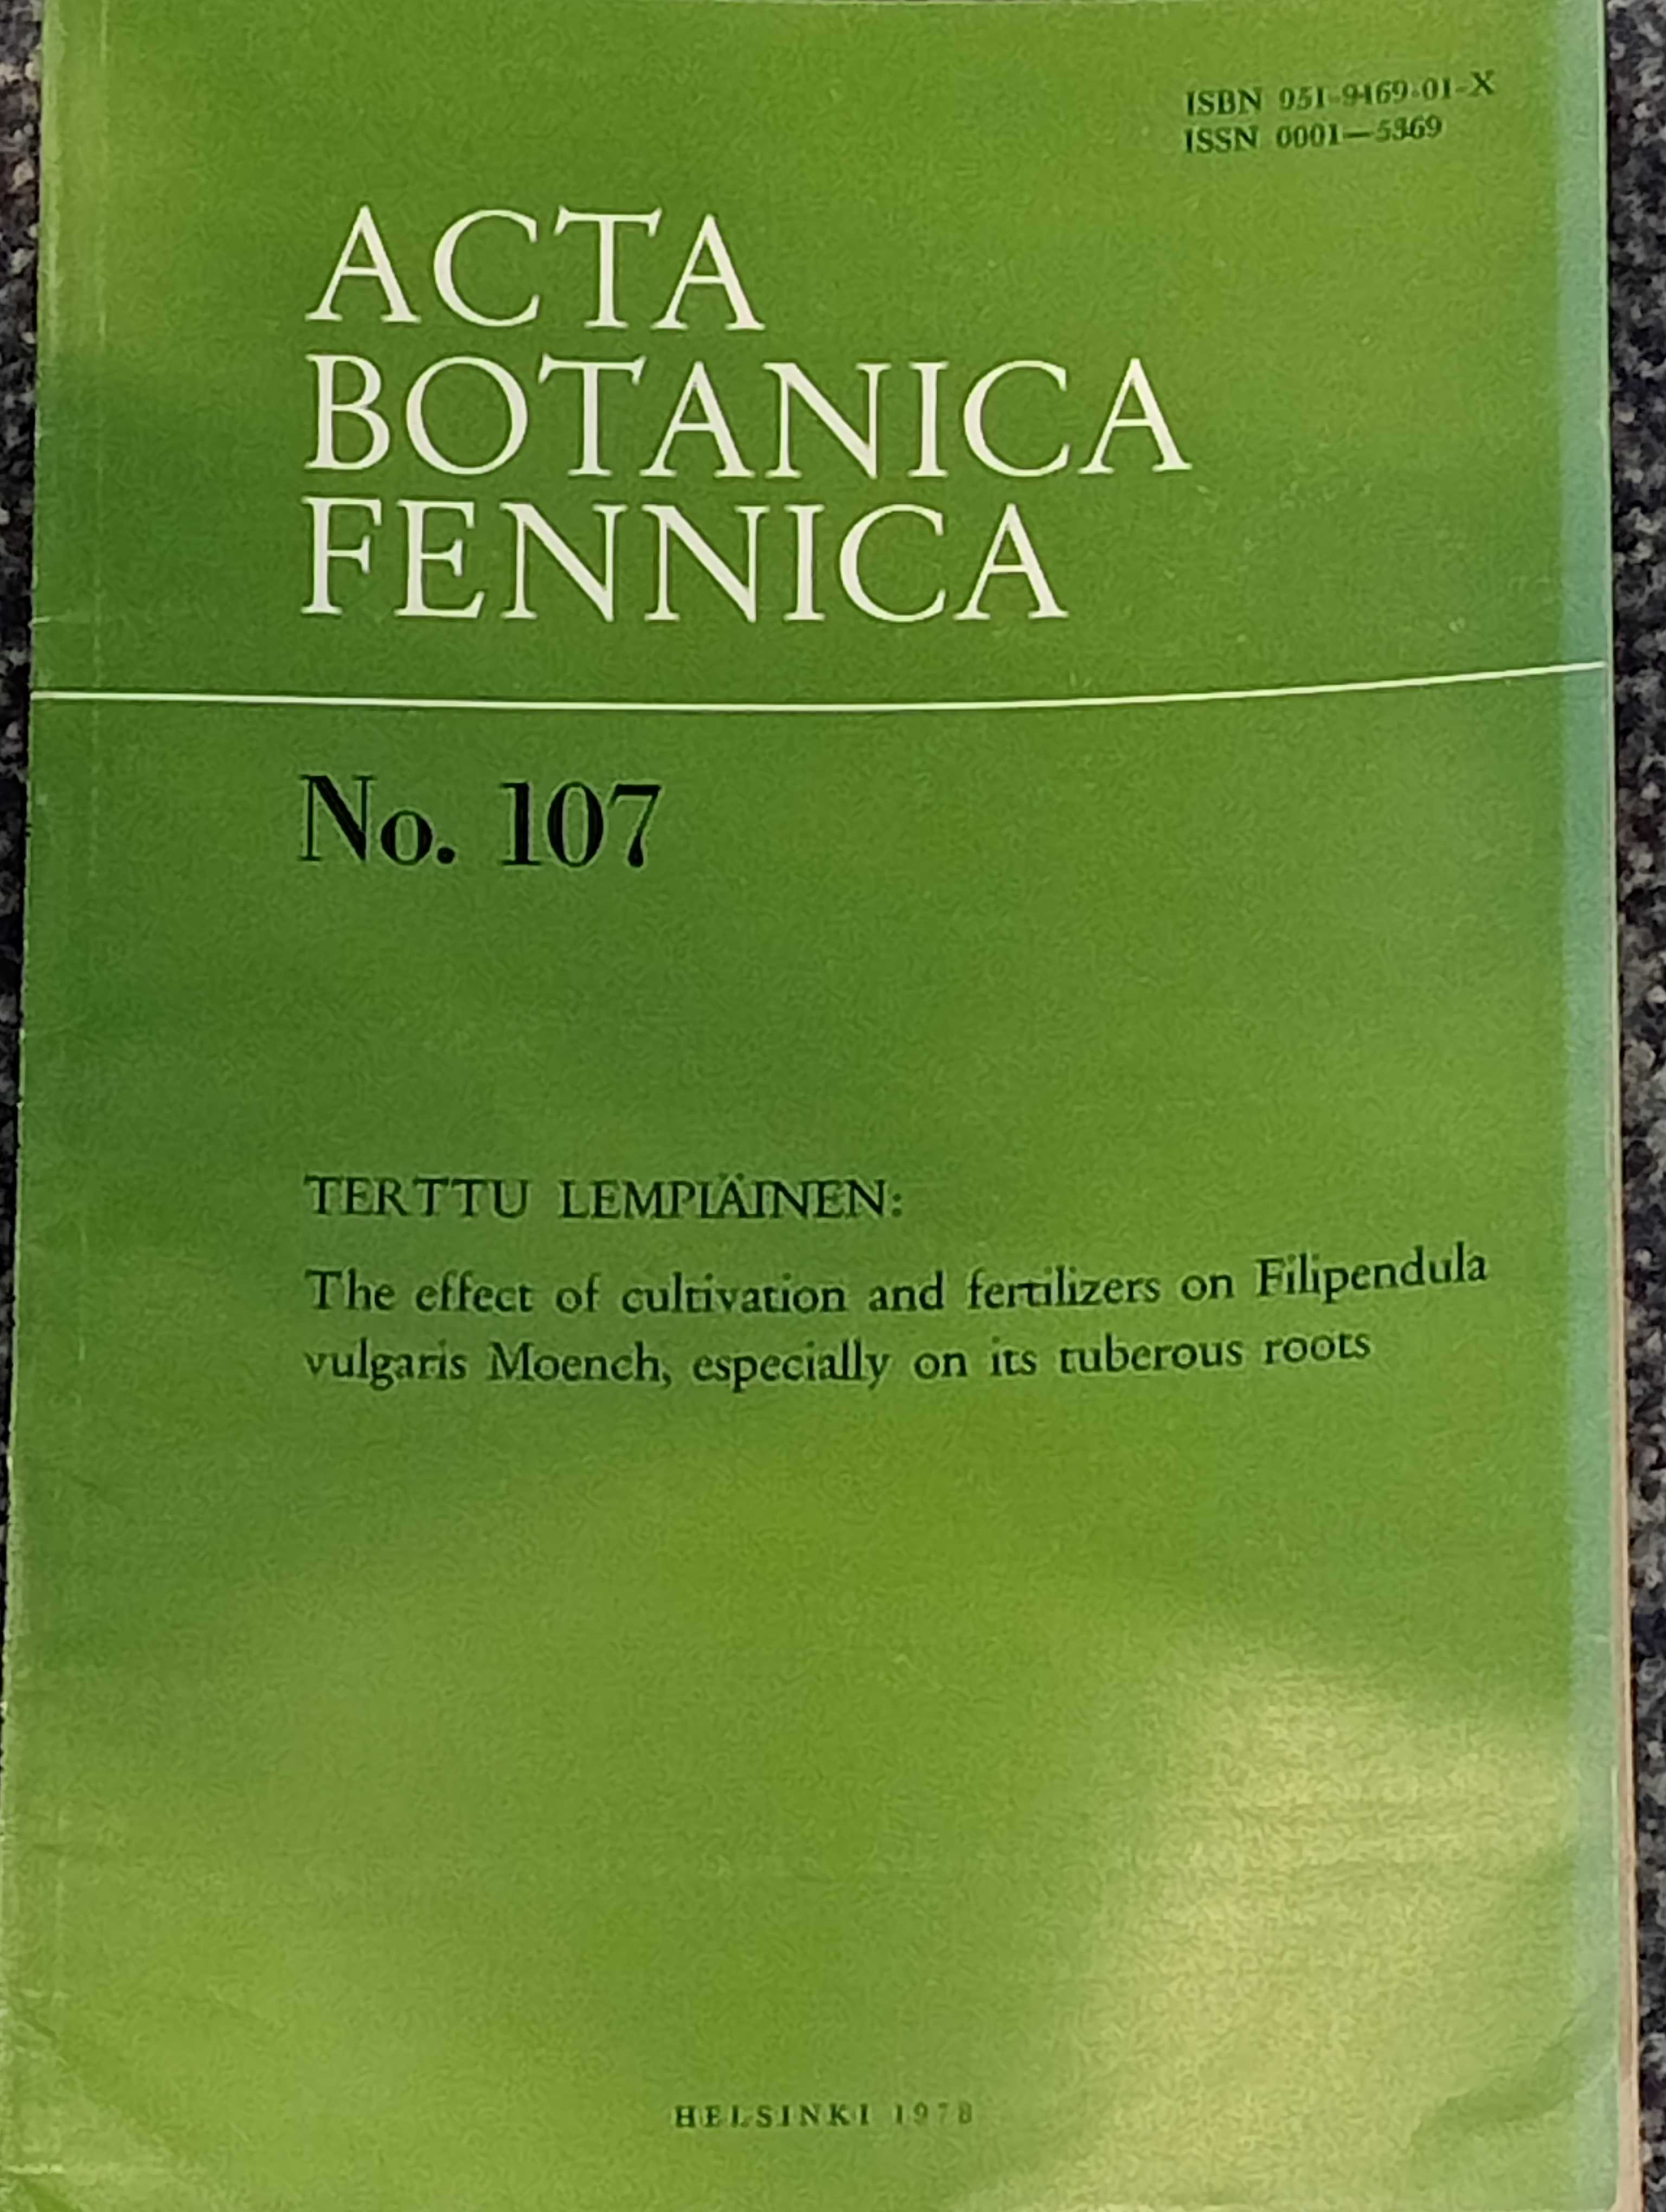 ISBN 951-9469-01-X
ISSN 0001—5369
ACTA
BOTANICA
FENNICA
No. 107
TERTTU LEMPIÄINEN:
The effect of cultivation and fertilizers on Filipendula
vulgaris Moench, especially on its tuberous roots
HELSINKI 1978